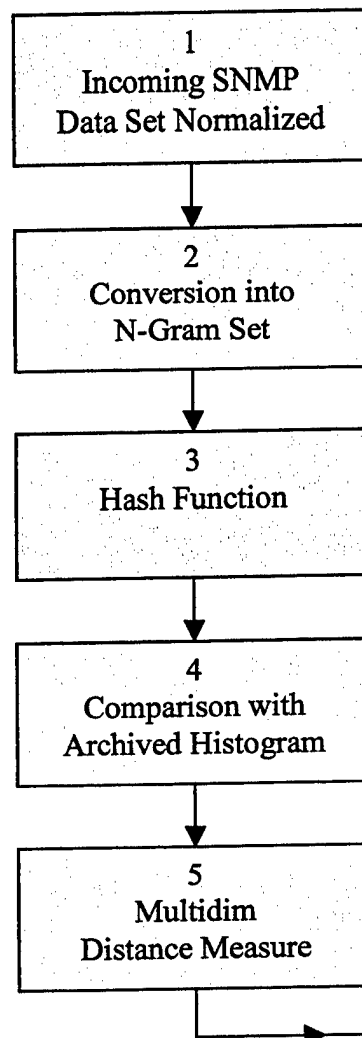 1
Incoming SNMP
Data Set Normalized
2
Conversion into
N-Gram Set
3
Hash Function
4
Comparison with
Archived Histogram
5
Multidim
Distance Measure